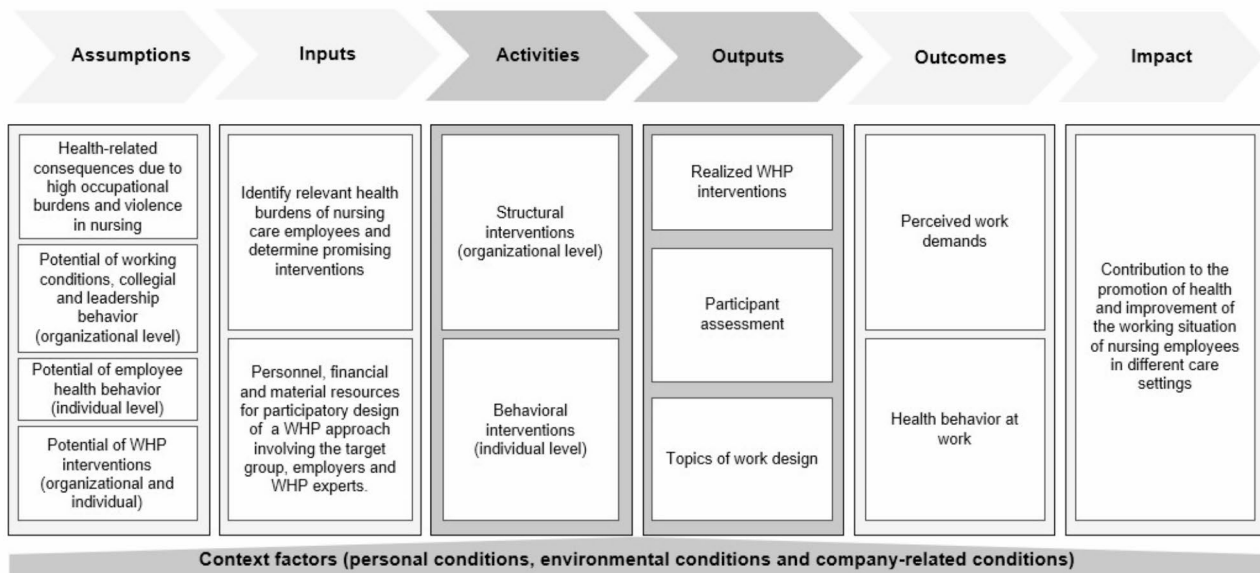 Assumptions
Inputs
Activities
Outputs
Outcomes
Impact
Health-related
consequences due to
high occupational
burdens and violence
in nursing
Potential of working
conditions, collegial
and leadership
behavior
(organizational level)
Potential of employee
health behavior
(individual level)
Potential of WHP
interventions
(organizational and
individual)
Identify relevant health
burdens of nursing
care employees and
determine promising
interventions
Personnel, financial
and material resources
for participatory design
of a WHP approach
involving the target
group, employers and
WHP experts.
Structural
interventions
(organizational level)
Behavioral
interventions
(individual level)
Realized WHP
interventions
Participant
assessment
Topics of work design
Perceived work
demands
Health behavior at
work
Contribution to the
promotion of health
and improvement of
the working situation
of nursing employees
in different care
settings
Context factors (personal conditions, environmental conditions and company-related conditions)